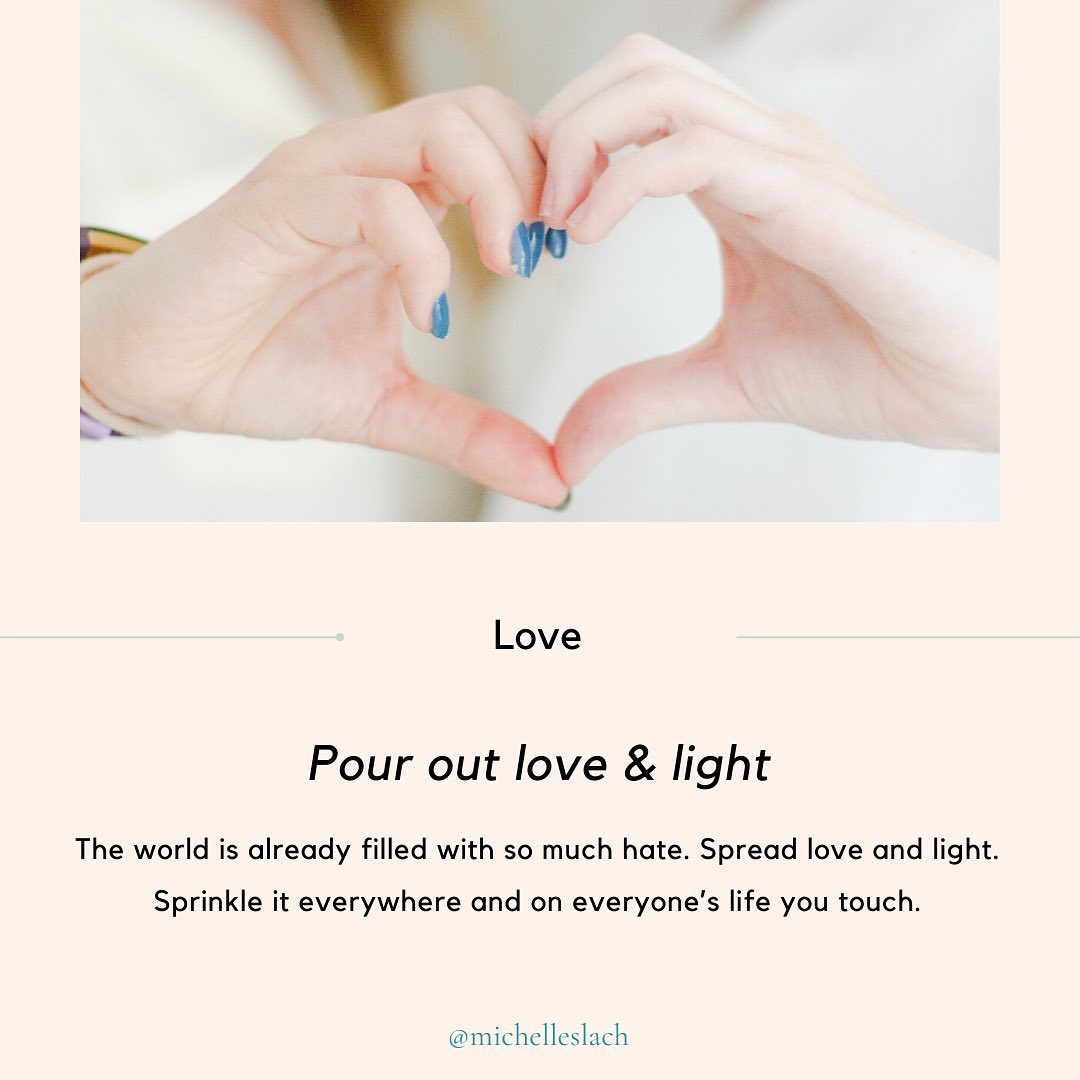 Love
Pour out love & light
The world is already filled with so much hate. Spread love and light.
Sprinkle it everywhere and on everyone’s life you touch.
@michelleslach